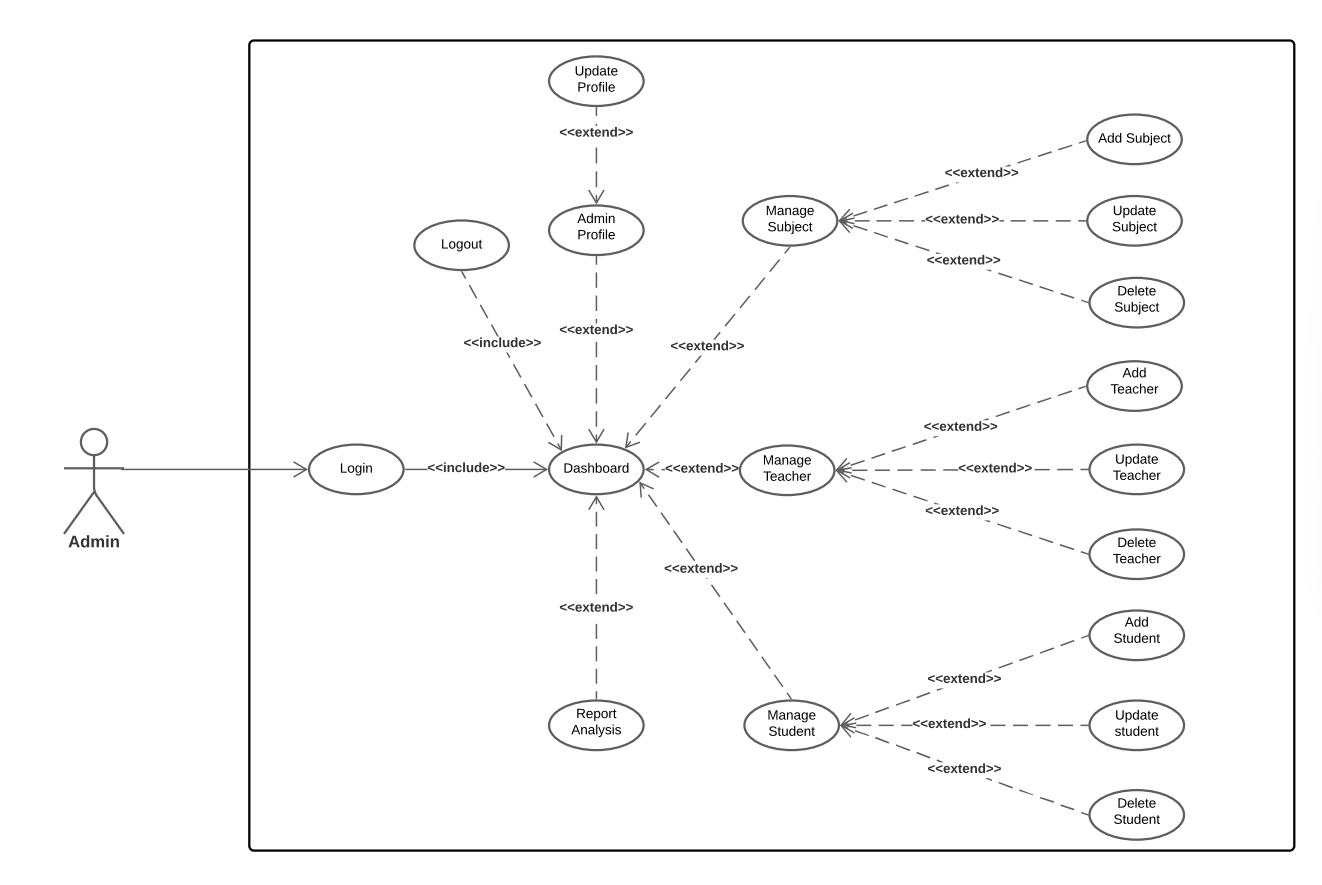 Update
Profile
<<extend>>
Add Subject
<<extend>>
Manage
Subject
<<extend>>
Update
Subject
Admin
Profile
Logout
<<extend>>
Delete
Subject
<<include>>
<<extend>>
<<extend>>
Add
Teacher
<<extend>>
Login
<<include>>
Dashboard
<<extend>>
Manage
Teacher
<<extend>>
Update
Teacher
Admin
<<extend>>
Delete
Teacher
<<extend>>
<<extend>>
Add
Student
<<extend>>
Report
Analysis
Manage
Student
<<extend>>
Update
student
<<extend>>
Delete
Student